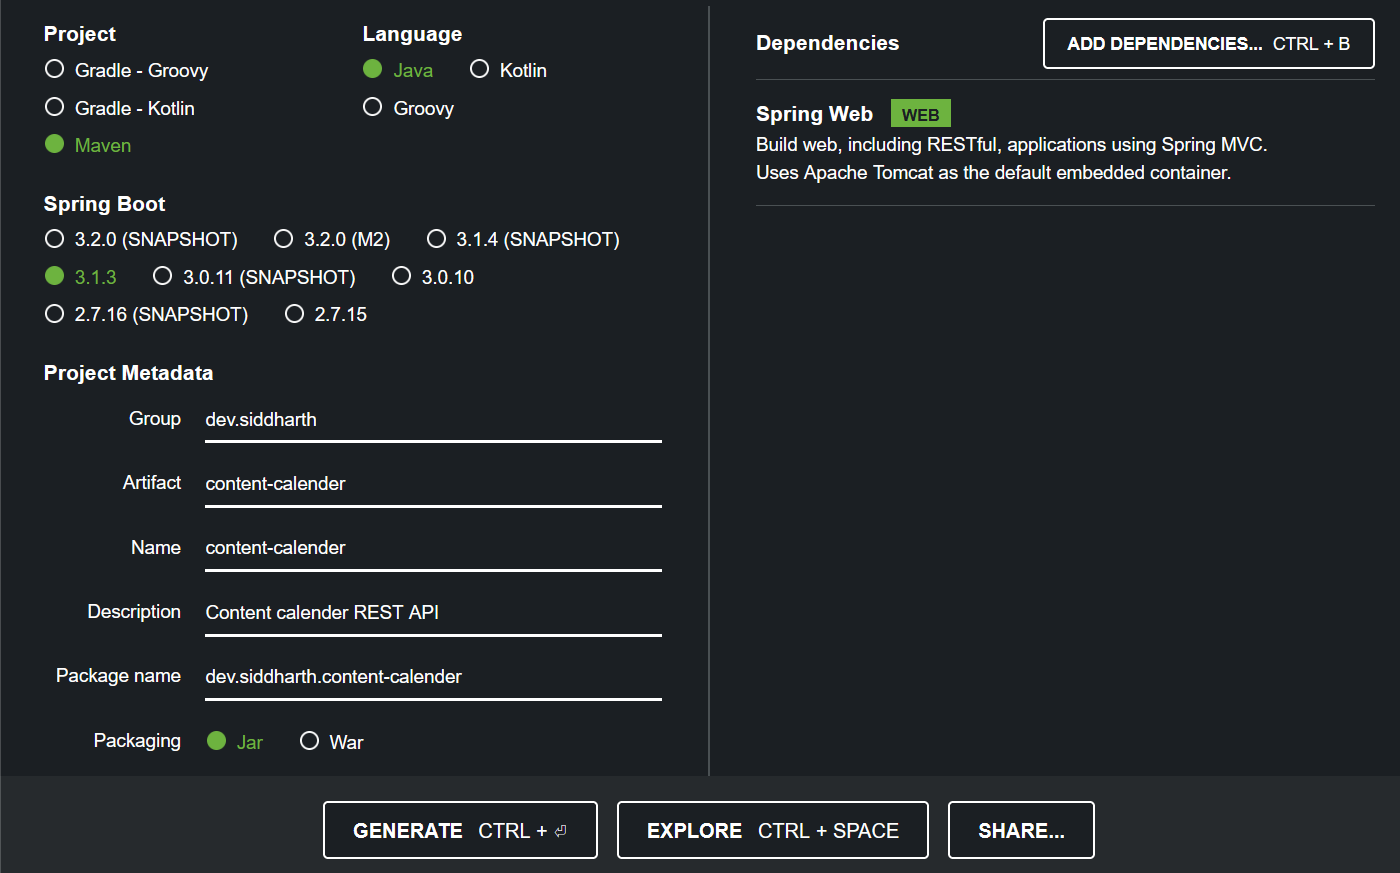 Project
Gradle - Groovy
Gradle - Kotlin
Maven
Language
Java Kotlin
Groovy
Spring Boot
3.2.0 (SNAPSHOT) 3.2.0 (M2) 3.1.4 (SNAPSHOT)
3.1.3 3.0.11 (SNAPSHOT) 3.0.10
2.7.16 (SNAPSHOT) 2.7.15
Project Metadata
Group dev.siddharth
Artifact content-calender
Name content-calender
Description Content calender REST API
Package name dev.siddharth.content-calender
Packaging Jar War
Dependencies
ADD DEPENDENCIES... CTRL + B
Spring Web WEB
Build web, including RESTful, applications using Spring MVC.
Uses Apache Tomcat as the default embedded container.
GENERATE CTRL + ⏎
EXPLORE CTRL + SPACE
SHARE...